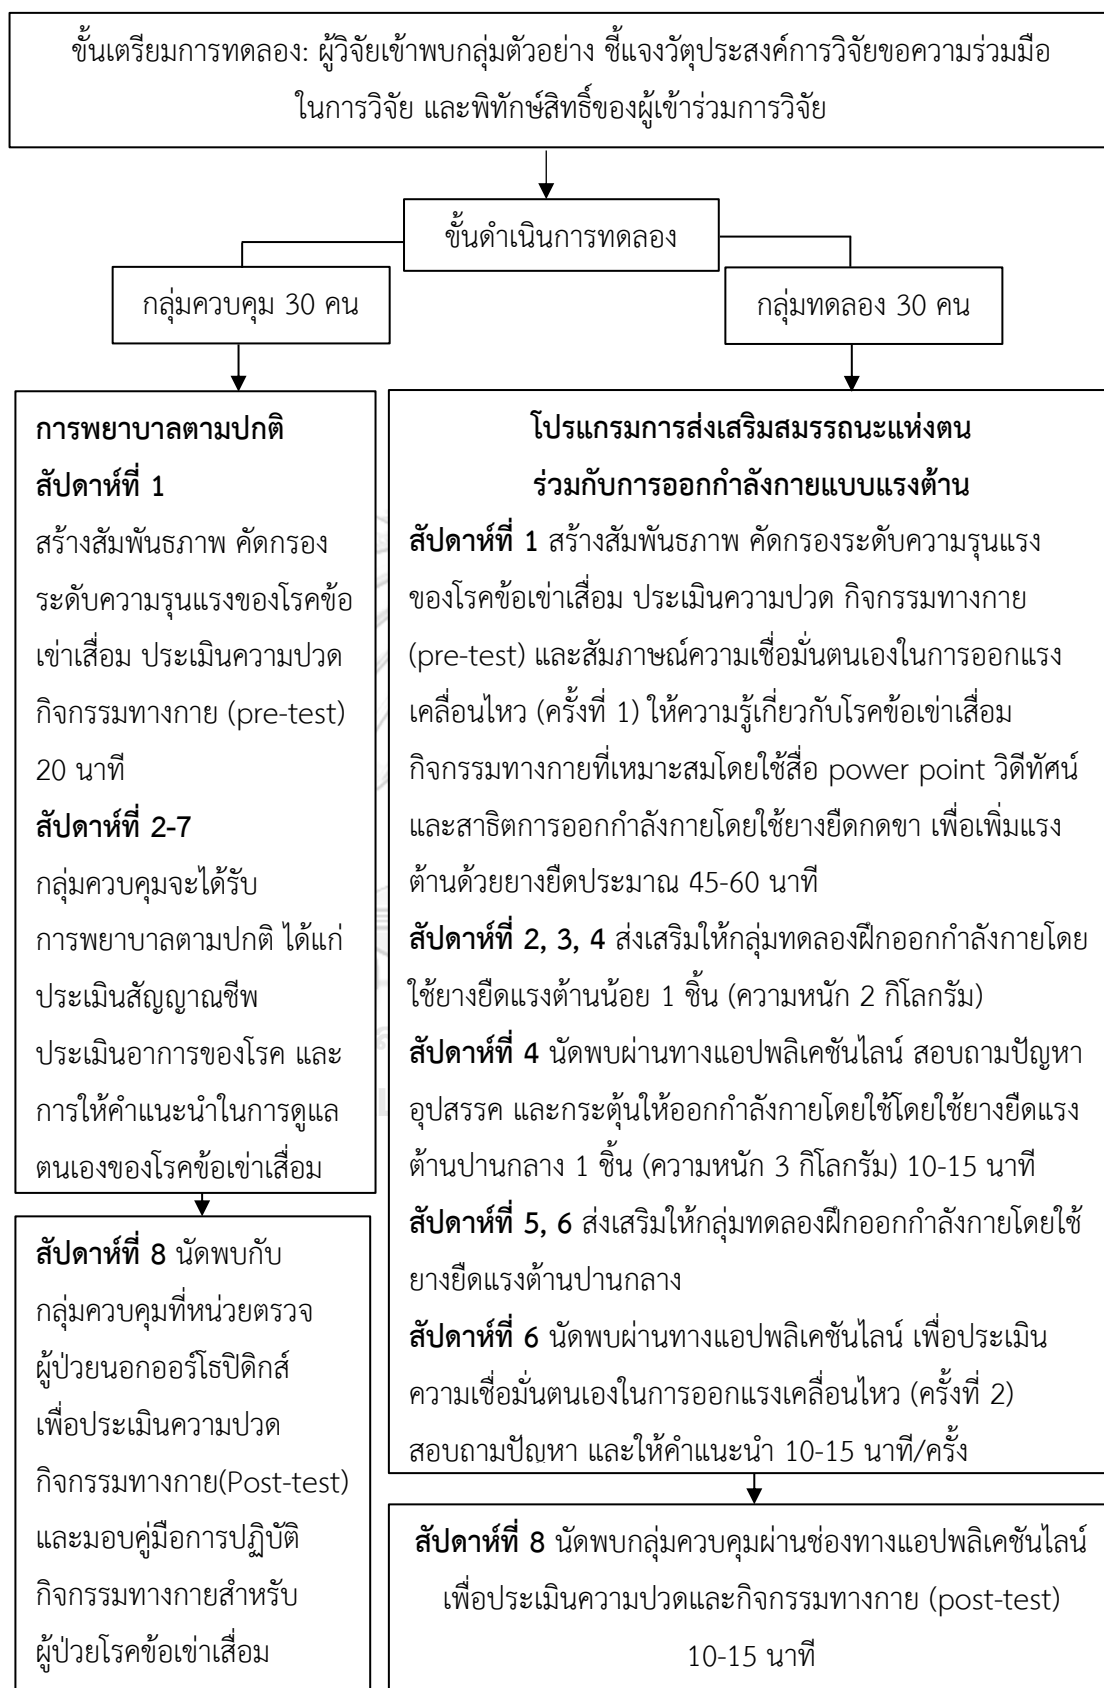 ขั้นเตรียมการทดลอง: ผู้วิจัยเข้าพบกลุ่มตัวอย่าง ชี้แจงวัตุประสงค์การวิจัยขอความร่วมมือ
ในการวิจัย และพิทักษ์สิทธิ์ของผู้เข้าร่วมการวิจัย
ขั้นดำเนินการทดลอง
กลุ่มควบคุม 30 คน
กลุ่มทดลอง 30 คน
การพยาบาลตามปกติ
สัปดาห์ที่ 1
สร้างสัมพันธภาพ คัดกรอง
ระดับความรุนแรงของโรคข้อ
เข่าเสื่อม ประเมินความปวด
กิจกรรมทางกาย (pre-test)
20 นาที
สัปดาห์ที่ 2-7
กลุ่มควบคุมจะได้รับ
การพยาบาลตามปกติ ได้แก่
ประเมินสัญญาณชีพ
ประเมินอาการของโรค และ
การให้คำแนะนำในการดูแล
ตนเองของโรคข้อเข่าเสื่อม
สัปดาห์ที่ 8 นัดพบกับ
กลุ่มควบคุมที่หน่วยตรวจ
ผู้ป่วยนอกออร์โธปิดิกส์
เพื่อประเมินความปวด
กิจกรรมทางกาย(Post-test)
และมอบคู่มือการปฏิบัติ
กิจกรรมทางกายสำหรับ
ผู้ป่วยโรคข้อเข่าเสื่อม
โปรแกรมการส่งเสริมสมรรถนะแห่งตน
ร่วมกับการออกกำลังกายแบบแรงต้าน
สัปดาห์ที่ 1 สร้างสัมพันธภาพ คัดกรองระดับความรุนแรง
ของโรคข้อเข่าเสื่อม ประเมินความปวด กิจกรรมทางกาย
(pre-test) และสัมภาษณ์ความเชื่อมั่นตนเองในการออกแรง
เคลื่อนไหว (ครั้งที่ 1) ให้ความรู้เกี่ยวกับโรคข้อเข่าเสื่อม
กิจกรรมทางกายที่เหมาะสมโดยใช้สื่อ power point วิดีทัศน์
และสาธิตการออกกำลังกายโดยใช้ยางยืดกดขา เพื่อเพิ่มแรง
ต้านด้วยยางยืดประมาณ 45-60 นาที
สัปดาห์ที่ 2, 3, 4 ส่งเสริมให้กลุ่มทดลองฝึกออกกำลังกายโดย
ใช้ยางยืดแรงต้านน้อย 1 ชิ้น (ความหนัก 2 กิโลกรัม)
สัปดาห์ที่ 4 นัดพบผ่านทางแอปพลิเคชันไลน์ สอบถามปัญหา
อุปสรรค และกระตุ้นให้ออกกำลังกายโดยใช้โดยใช้ยางยืดแรง
ต้านปานกลาง 1 ชิ้น (ความหนัก 3 กิโลกรัม) 10-15 นาที
สัปดาห์ที่ 5, 6 ส่งเสริมให้กลุ่มทดลองฝึกออกกำลังกายโดยใช้
ยางยืดแรงต้านปานกลาง
สัปดาห์ที่ 6 นัดพบผ่านทางแอปพลิเคชันไลน์ เพื่อประเมิน
ความเชื่อมั่นตนเองในการออกแรงเคลื่อนไหว (ครั้งที่ 2)
สอบถามปัญหา และให้คำแนะนำ 10-15 นาที/ครั้ง
สัปดาห์ที่ 8 นัดพบกลุ่มควบคุมผ่านช่องทางแอปพลิเคชันไลน์
เพื่อประเมินความปวดและกิจกรรมทางกาย (post-test)
10-15 นาที